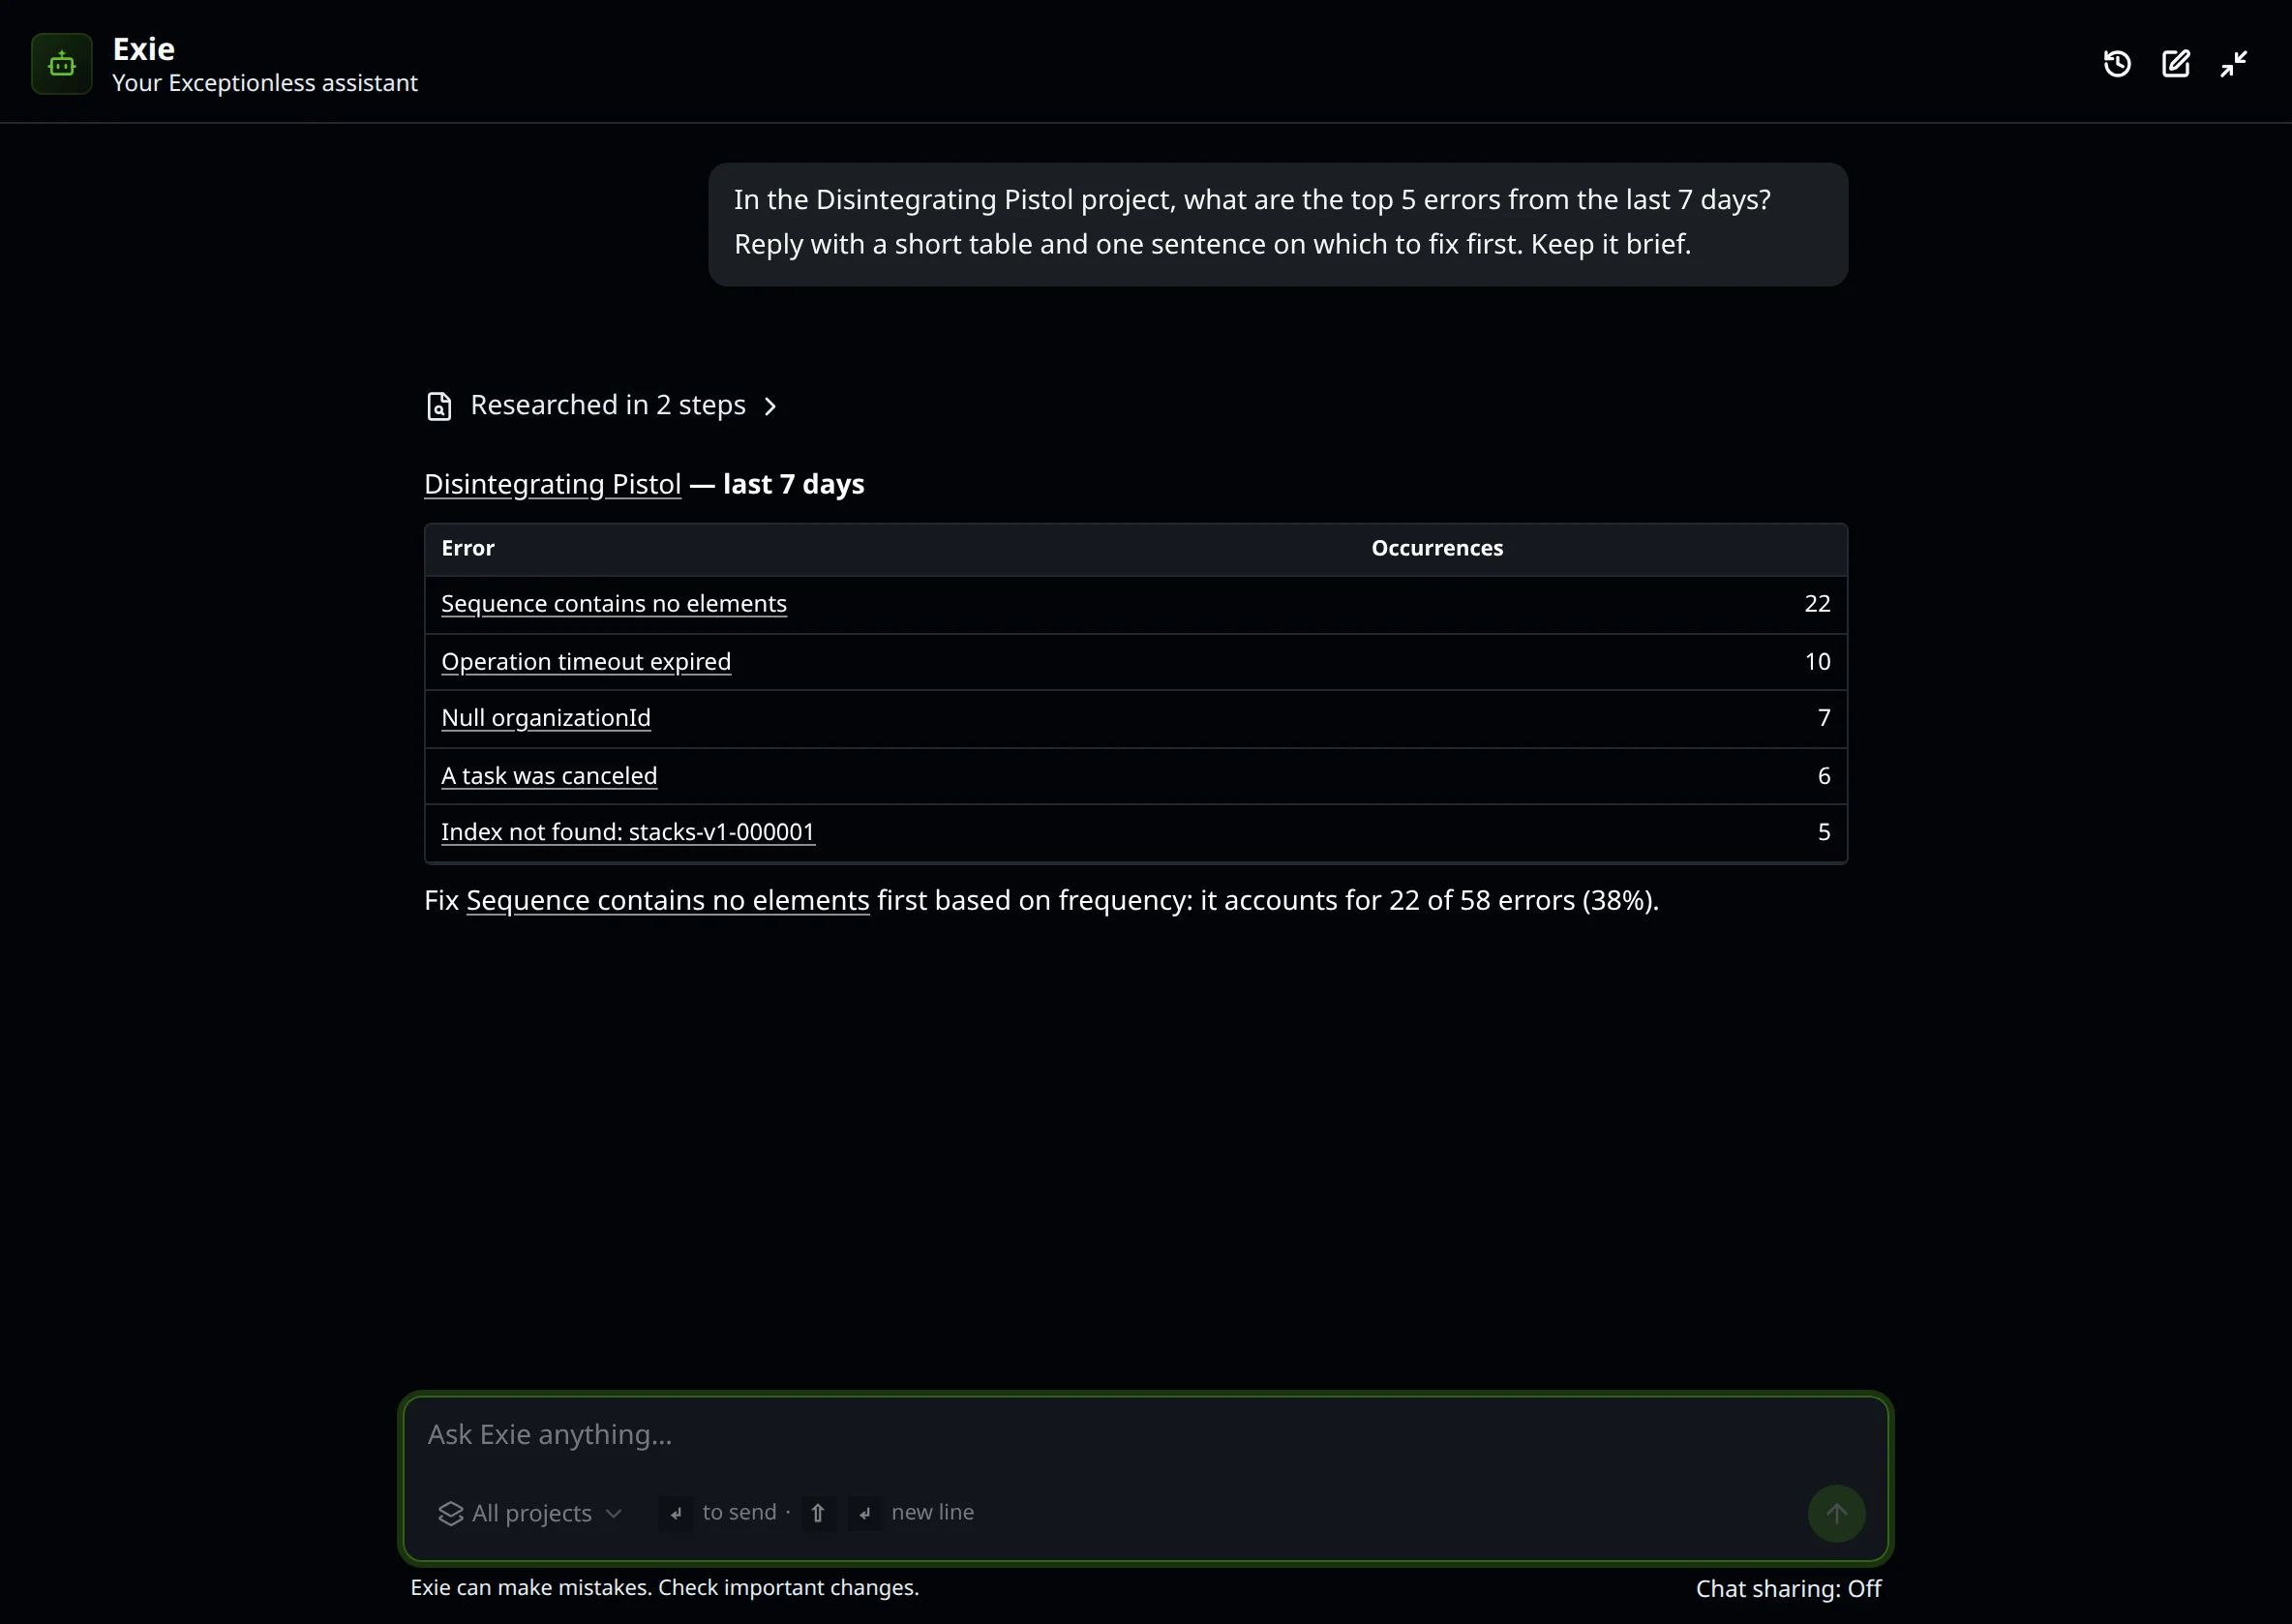 Exie
Your Exceptionless assistant
In the Disintegrating Pistol project, what are the top 5 errors from the last 7 days?
Reply with a short table and one sentence on which to fix first. Keep it brief.
Researched in 2 steps
Disintegrating Pistol — last 7 days
Error Occurrences
Sequence contains no elements 22
Operation timeout expired 10
Null organizationId 7
A task was canceled 6
Index not found: stacks-v1-000001 5
Fix Sequence contains no elements first based on frequency: it accounts for 22 of 58 errors (38%).
Ask Exie anything...
All projects ↵ to send · ⇧ ↵ new line
Exie can make mistakes. Check important changes. Chat sharing: Off